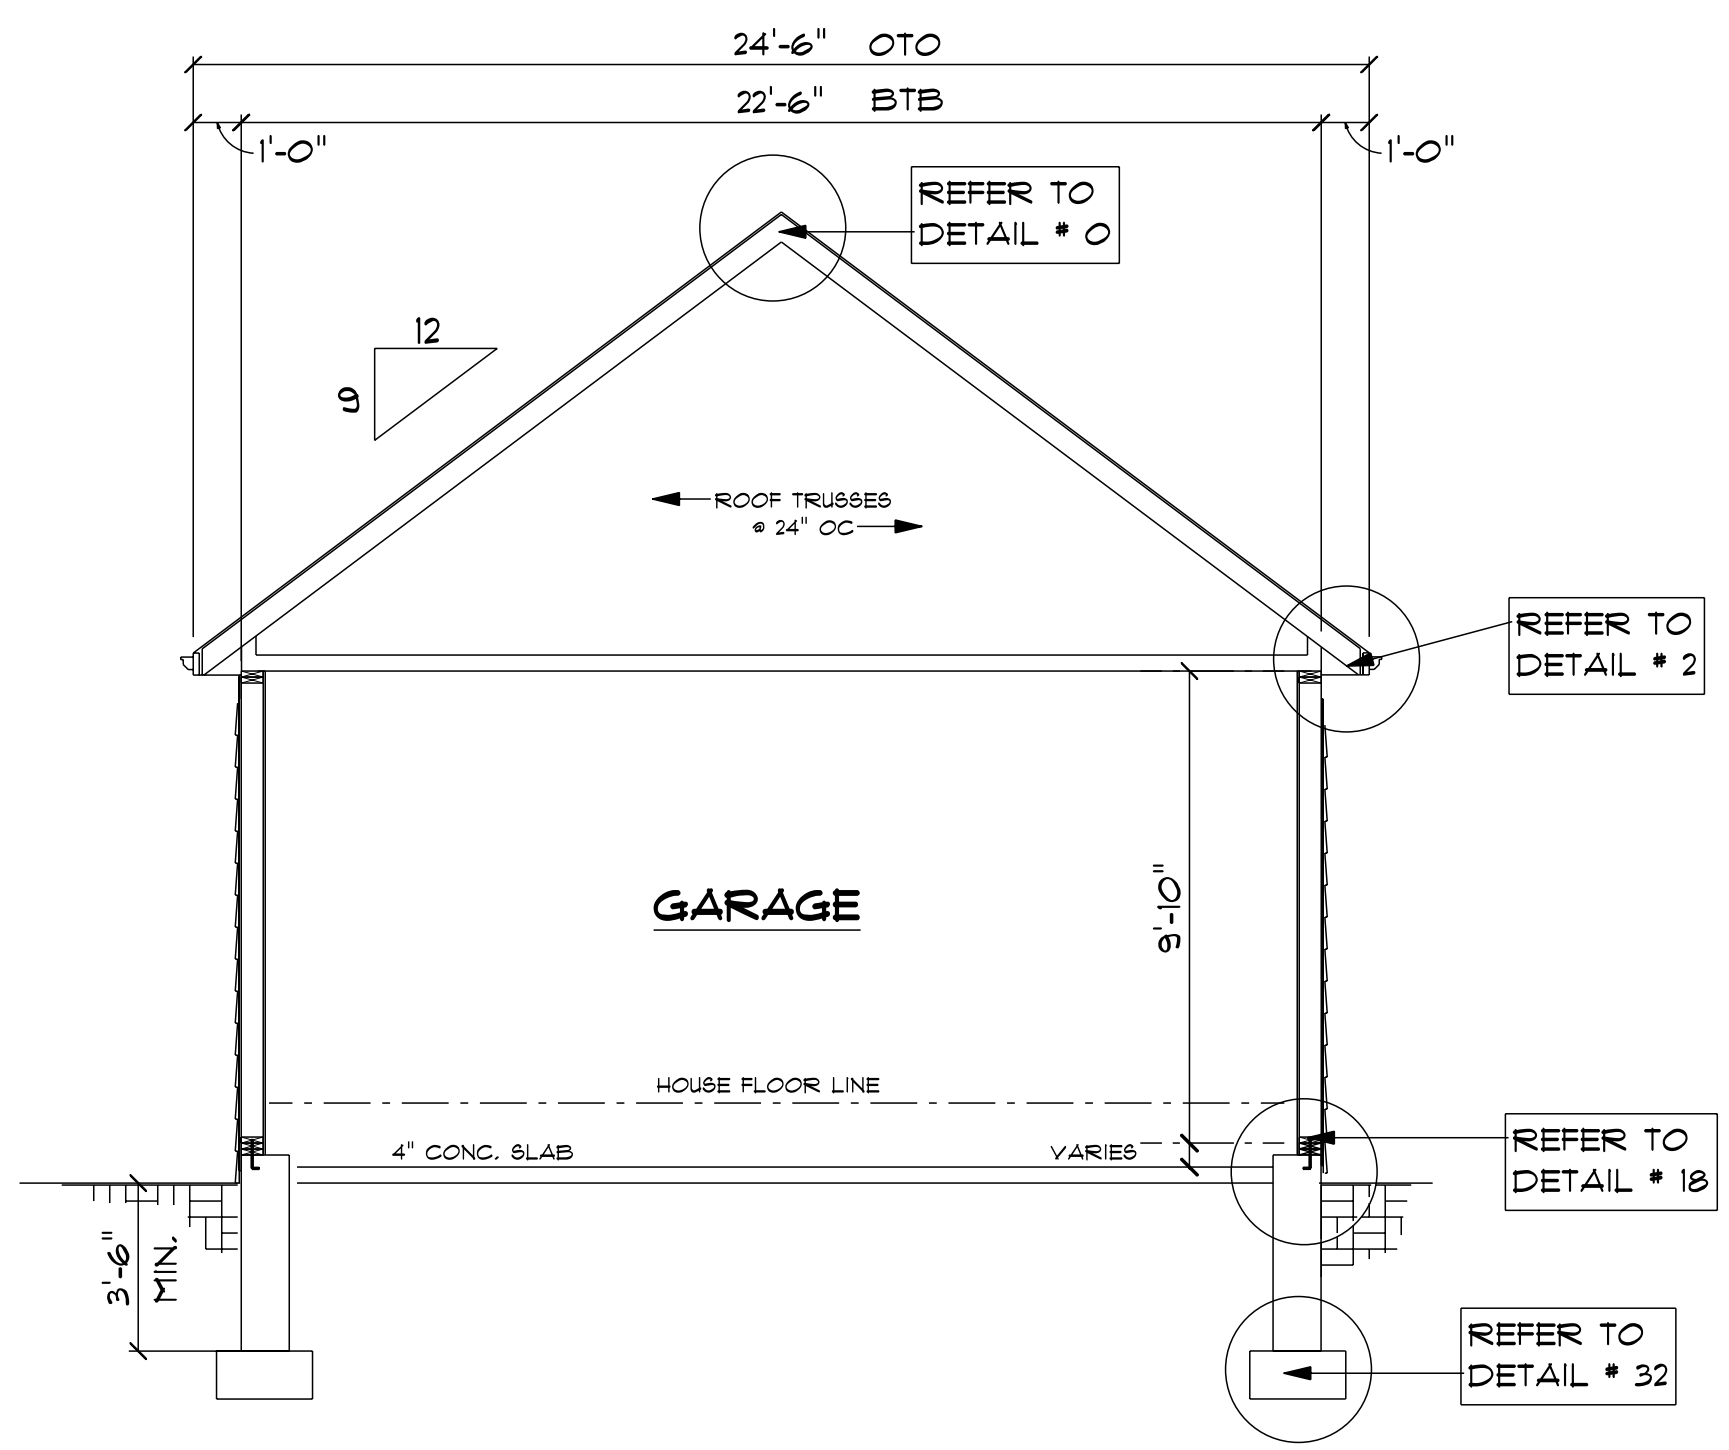 24'-6" OTO
22'-6" BTB
1'-0"
1'-0"
REFER TO
DETAIL # 0
12
9
ROOF TRUSSES
@ 24" OC
REFER TO
DETAIL # 2
GARAGE
9'-10"
HOUSE FLOOR LINE
4" CONC. SLAB
VARIES
REFER TO
DETAIL # 18
3'-6"
MIN.
REFER TO
DETAIL # 32